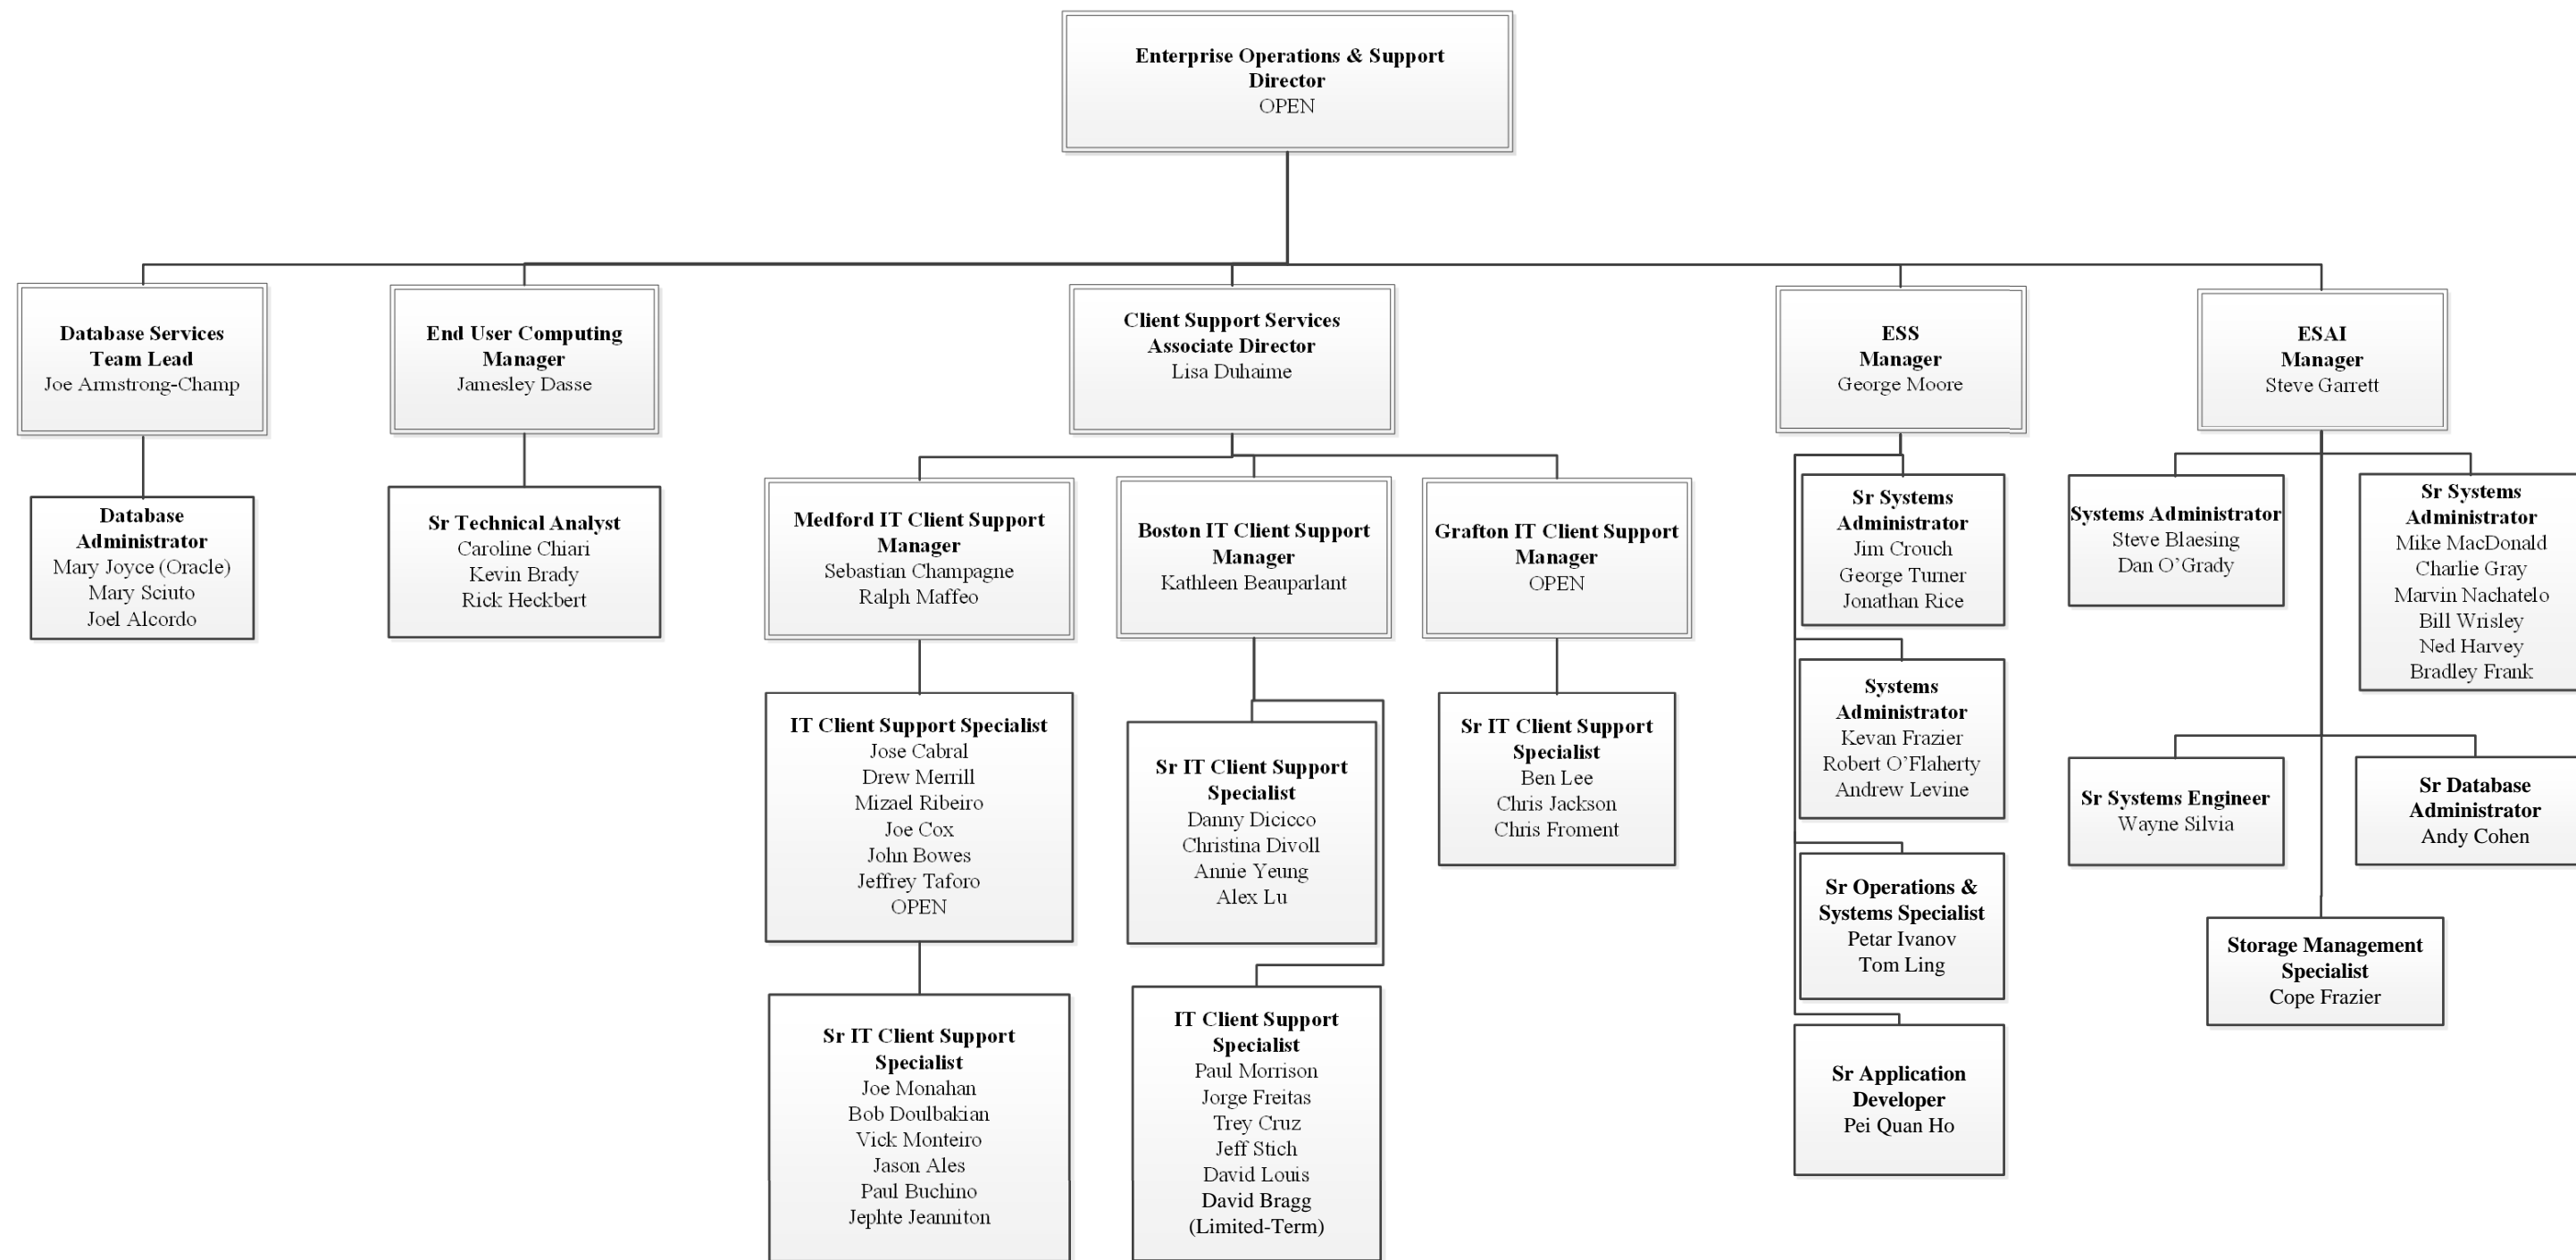 Enterprise Operations & Support
Director
OPEN
Database Services
Team Lead
Joe Armstrong-Champ
End User Computing
Manager
Jamesley Dasse
Client Support Services
Associate Director
Lisa Duhaime
ESS
Manager
George Moore
ESAI
Manager
Steve Garrett
Database
Administrator
Mary Joyce (Oracle)
Mary Sciuto
Joel Alcordo
Sr Technical Analyst
Caroline Chiari
Kevin Brady
Rick Heckbert
Medford IT Client Support
Manager
Sebastian Champagne
Ralph Maffeo
Boston IT Client Support
Manager
Kathleen Beauparlant
Grafton IT Client Support
Manager
OPEN
Sr Systems
Administrator
Jim Crouch
George Turner
Jonathan Rice
Systems Administrator
Steve Blaesing
Dan O’Grady
Sr Systems
Administrator
Mike MacDonald
Charlie Gray
Marvin Nachatelo
Bill Wrisley
Ned Harvey
Bradley Frank
IT Client Support Specialist
Jose Cabral
Drew Merrill
Mizael Ribeiro
Joe Cox
John Bowes
Jeffrey Taforo
OPEN
Sr IT Client Support
Specialist
Danny Dicicco
Christina Divoll
Annie Yeung
Alex Lu
Sr IT Client Support
Specialist
Ben Lee
Chris Jackson
Chris Froment
Systems
Administrator
Kevan Frazier
Robert O’Flaherty
Andrew Levine
Sr Systems Engineer
Wayne Silvia
Sr Database
Administrator
Andy Cohen
Sr Operations &
Systems Specialist
Petar Ivanov
Tom Ling
Storage Management
Specialist
Cope Frazier
Sr IT Client Support
Specialist
Joe Monahan
Bob Doulbakian
Vick Monteiro
Jason Ales
Paul Buchino
Jephte Jeanniton
IT Client Support
Specialist
Paul Morrison
Jorge Freitas
Trey Cruz
Jeff Stich
David Louis
David Bragg
(Limited-Term)
Sr Application
Developer
Pei Quan Ho